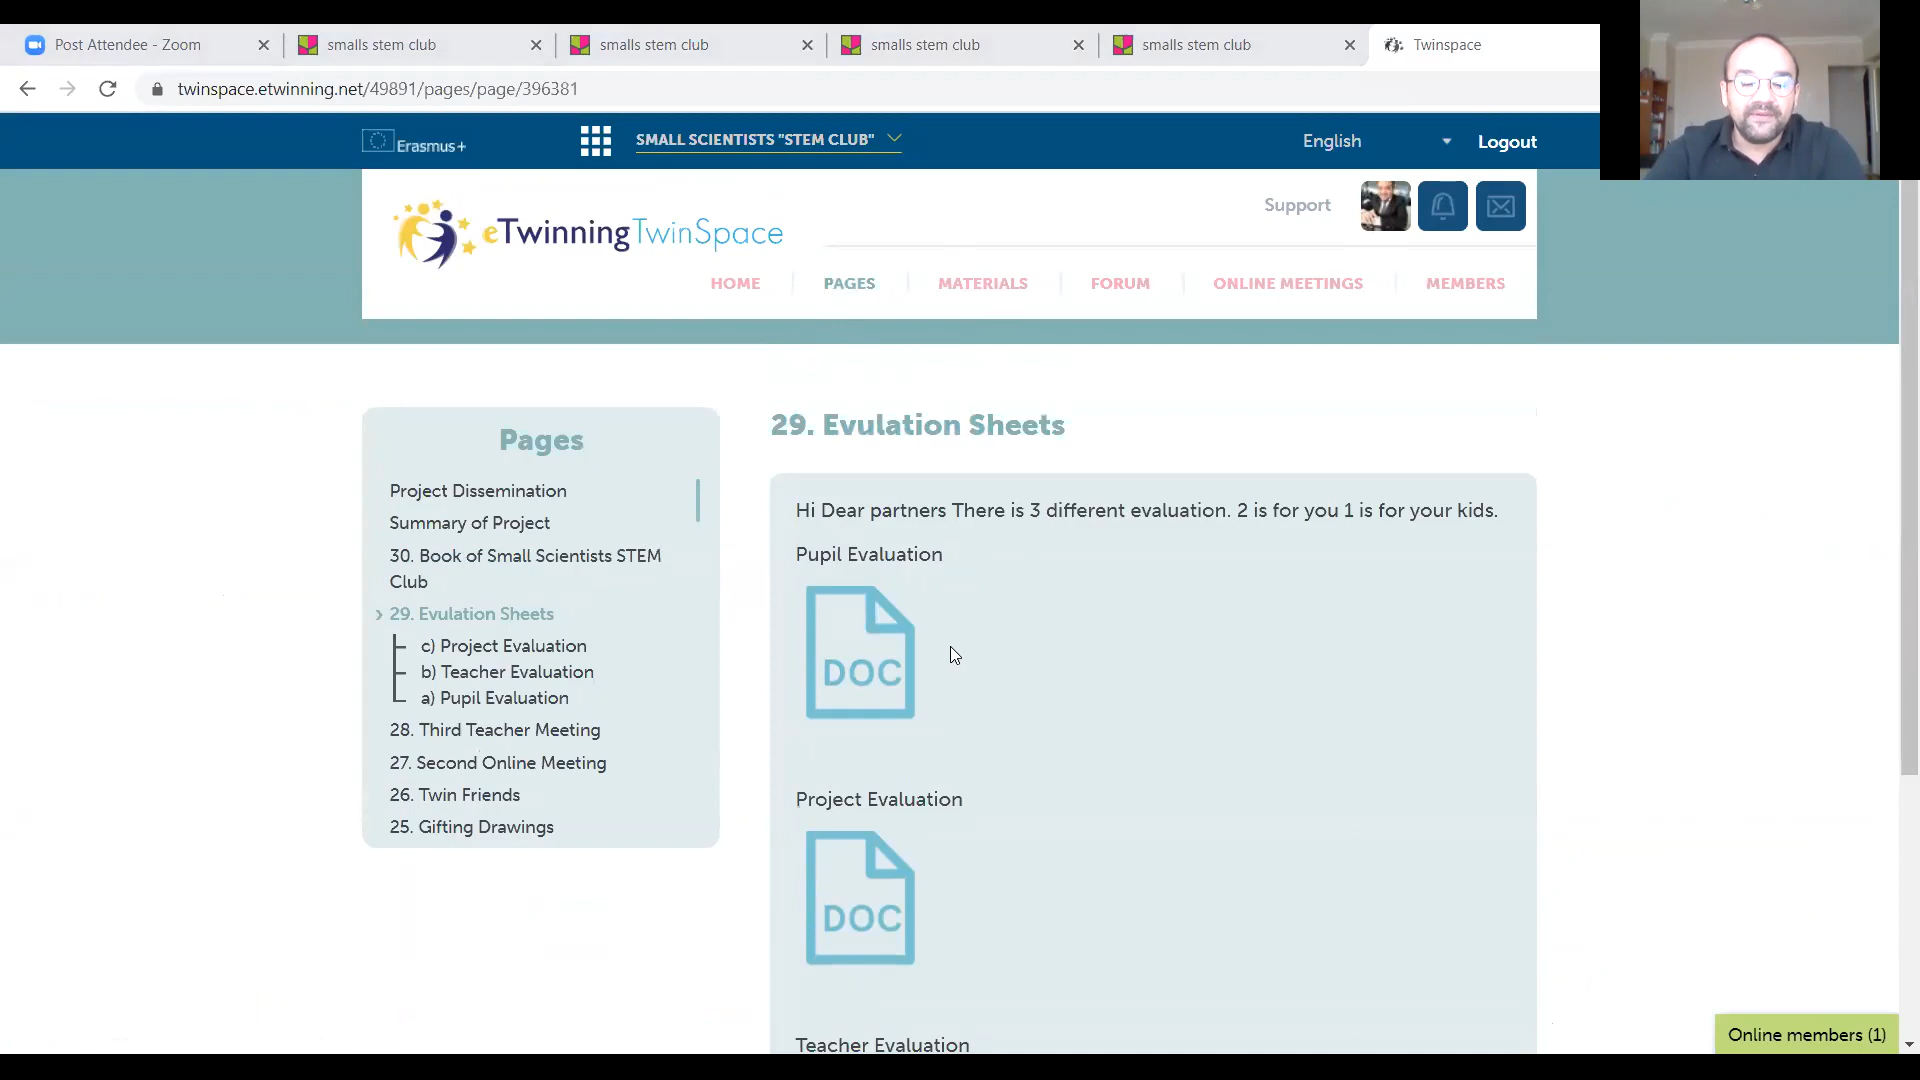 Post Attendee - Zoom
smalls stem club
smalls stem club
smalls stem club
smalls stem club
Twinspace
twinspace.etwinning.net/49891/pages/page/396381
Erasmus+
SMALL SCIENTISTS "STEM CLUB"
English
Logout
eTwinning TwinSpace
Support
HOME
PAGES
MATERIALS
FORUM
ONLINE MEETINGS
MEMBERS
Pages
Project Dissemination
Summary of Project
30. Book of Small Scientists STEM
Club
29. Evulation Sheets
c) Project Evaluation
b) Teacher Evaluation
a) Pupil Evaluation
28. Third Teacher Meeting
27. Second Online Meeting
26. Twin Friends
25. Gifting Drawings
29. Evulation Sheets
Hi Dear partners There is 3 different evaluation. 2 is for you 1 is for your kids.
Pupil Evaluation
DOC
Project Evaluation
DOC
Teacher Evaluation
Online members (1)